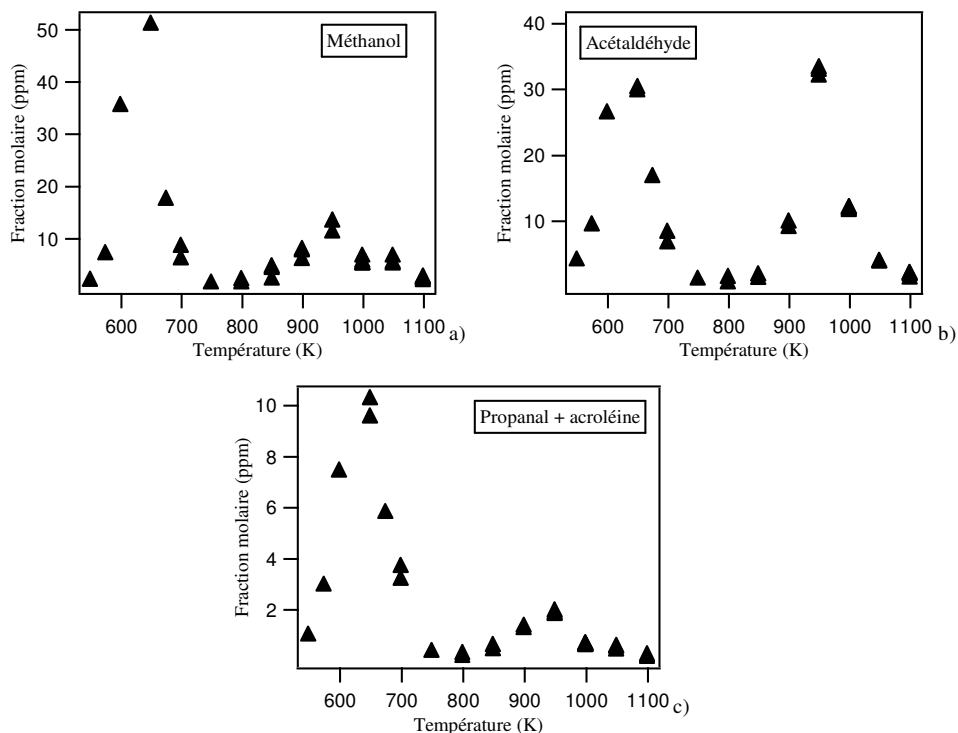 Fraction molaire (ppm)
50
40
30
20
10
Méthanol
600 700 800 900 1000 1100
Température (K)
a)
Fraction molaire (ppm)
40
30
20
10
Acétaldéhyde
600 700 800 900 1000 1100
Température (K)
b)
Fraction molaire (ppm)
10
8
6
4
2
Propanal + acroléine
600 700 800 900 1000 1100
Température (K)
c)